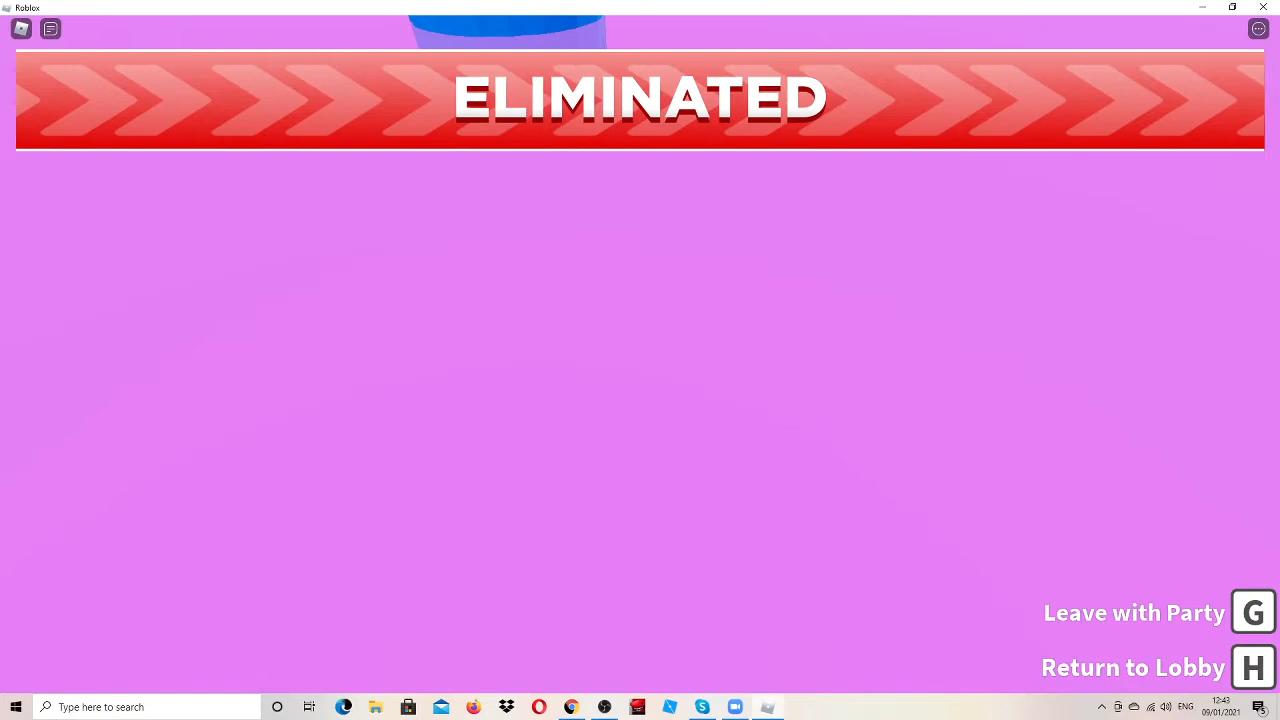 Roblox
ELIMINATED
Leave with Party G
Return to Lobby H
Type here to search
ENG
12:43
09/01/2021